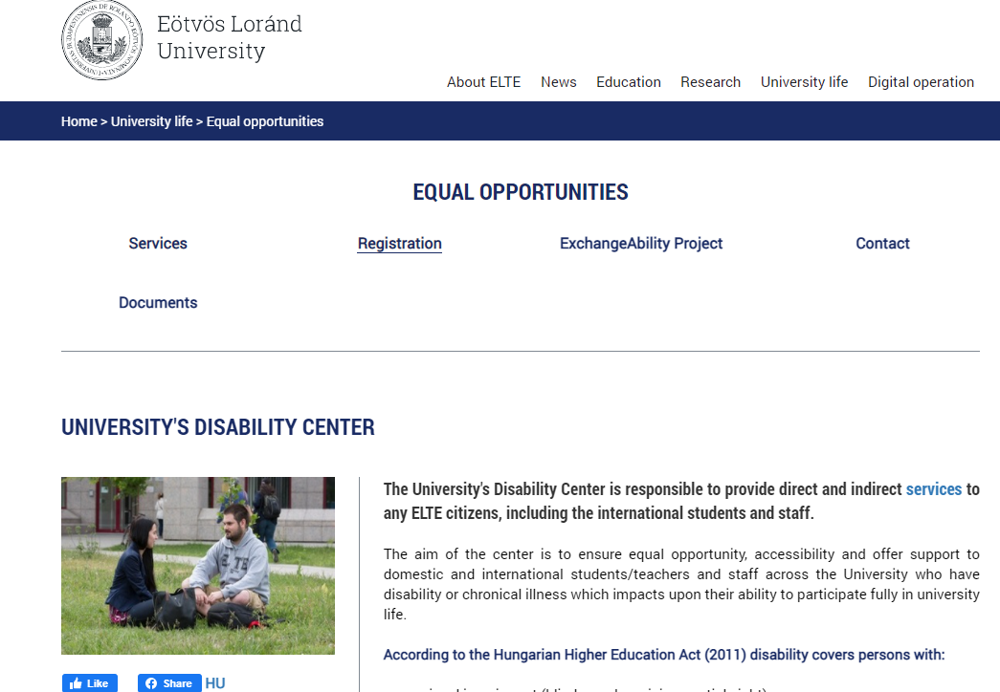 Eötvös Loránd
University
About ELTE News Education Research University life Digital operation
Home > University life > Equal opportunities
EQUAL OPPORTUNITIES
Services Registration ExchangeAbility Project Contact
Documents
UNIVERSITY'S DISABILITY CENTER
The University's Disability Center is responsible to provide direct and indirect services to
any ELTE citizens, including the international students and staff.
The aim of the center is to ensure equal opportunity, accessibility and offer support to
domestic and international students/teachers and staff across the University who have
disability or chronical illness which impacts upon their ability to participate fully in university
life.
According to the Hungarian Higher Education Act (2011) disability covers persons with:
ELTE
Like Share HU